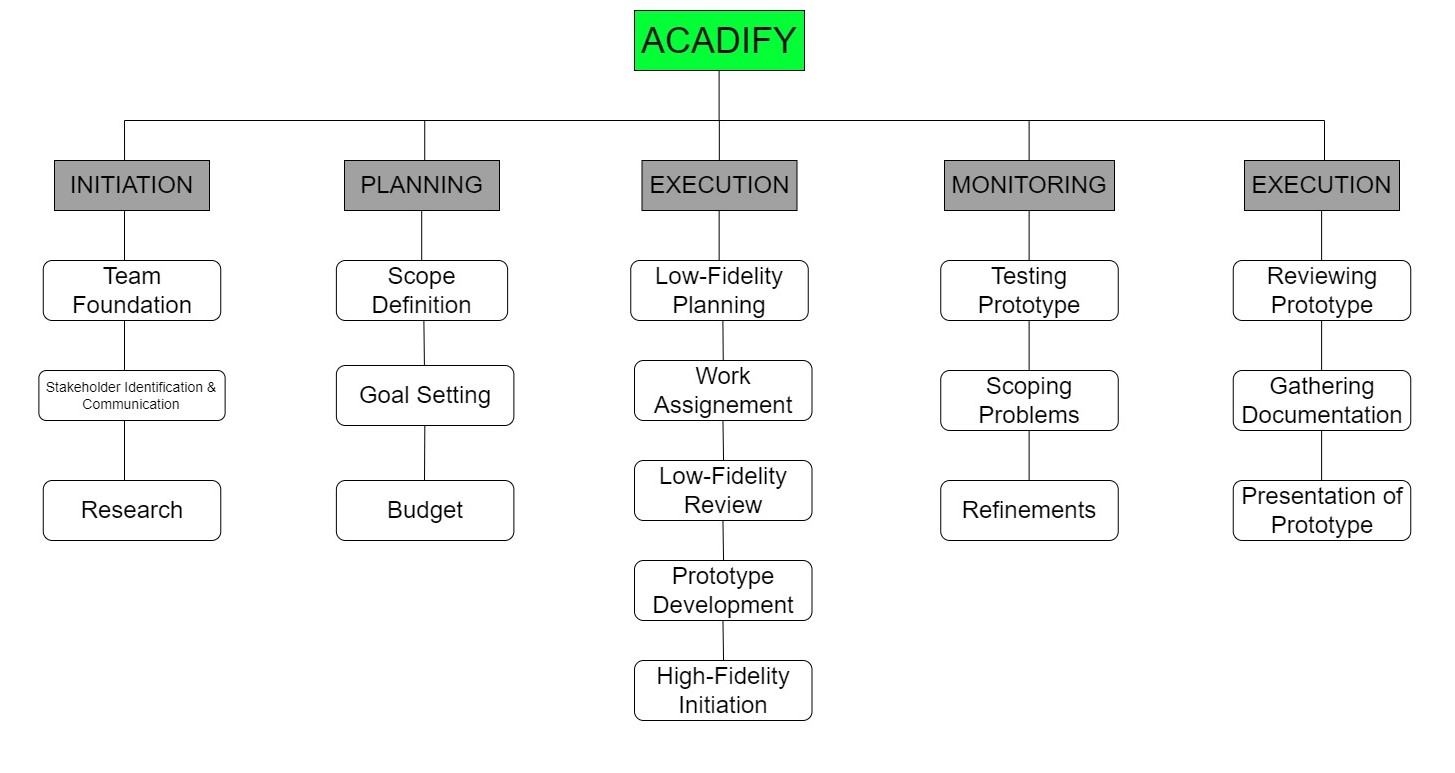 ACADIFY
INITIATION
Team
Foundation
Stakeholder Identification &
Communication
Research
PLANNING
Scope
Definition
Goal Setting
Budget
EXECUTION
Low-Fidelity
Planning
Work
Assignement
Low-Fidelity
Review
Prototype
Development
High-Fidelity
Initiation
MONITORING
Testing
Prototype
Scoping
Problems
Refinements
EXECUTION
Reviewing
Prototype
Gathering
Documentation
Presentation of
Prototype